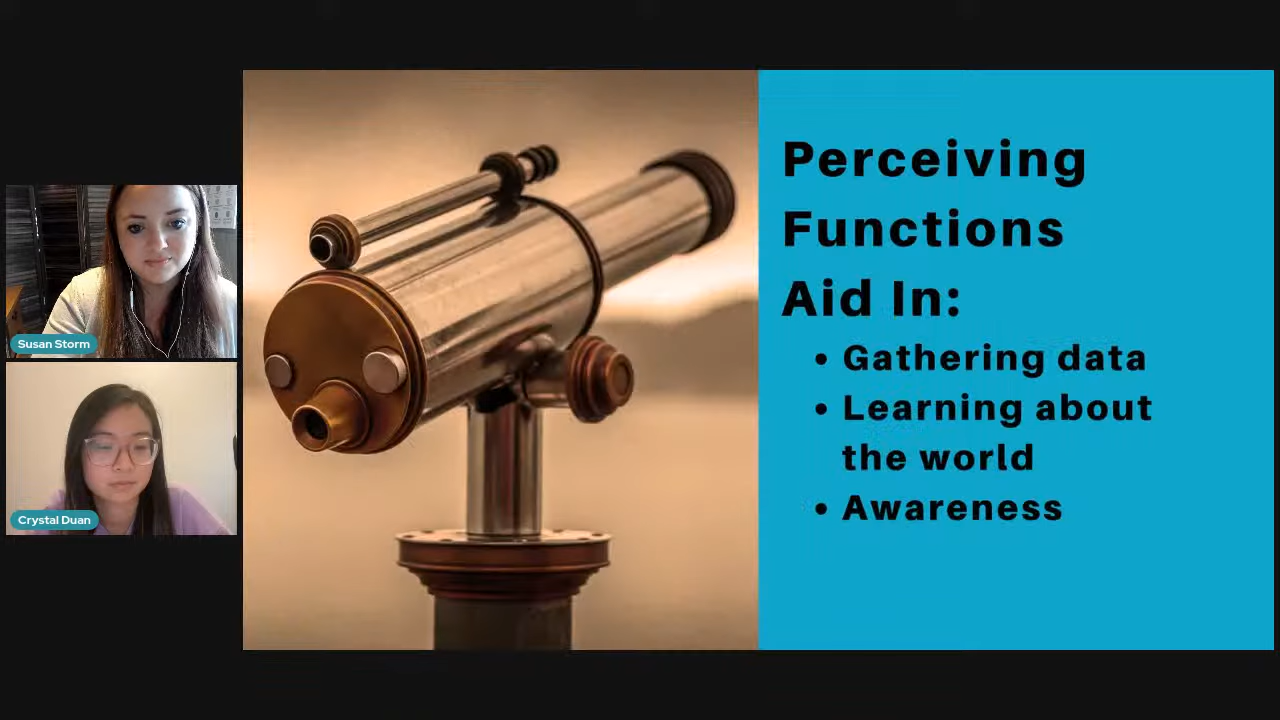 Susan Storm
Crystal Duan
Perceiving
Functions
Aid In:
• Gathering data
• Learning about
the world
• Awareness